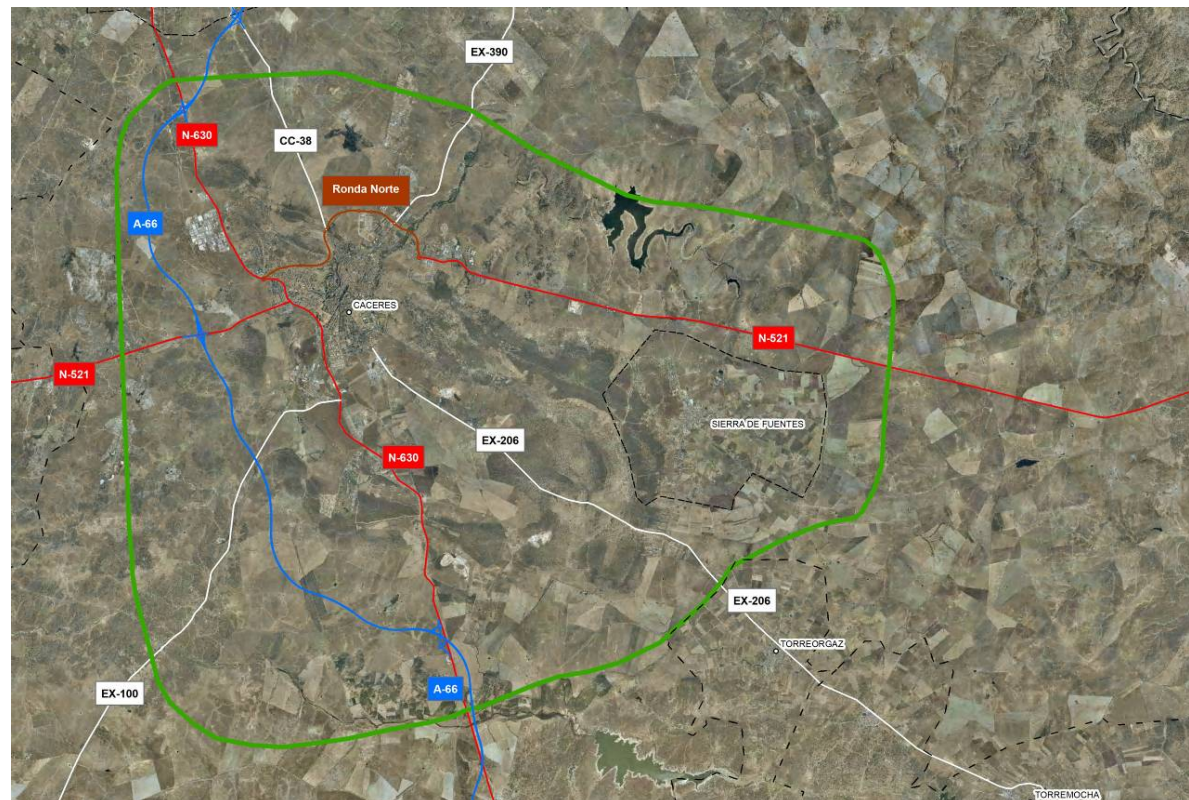 EX-390
N-630
CC-38
Ronda Norte
A-66
CACERES
N-521
N-521
SIERRA DE FUENTES
EX-206
N-630
EX-206
TORREORGAZ
EX-100
A-66
TORREMOCHA